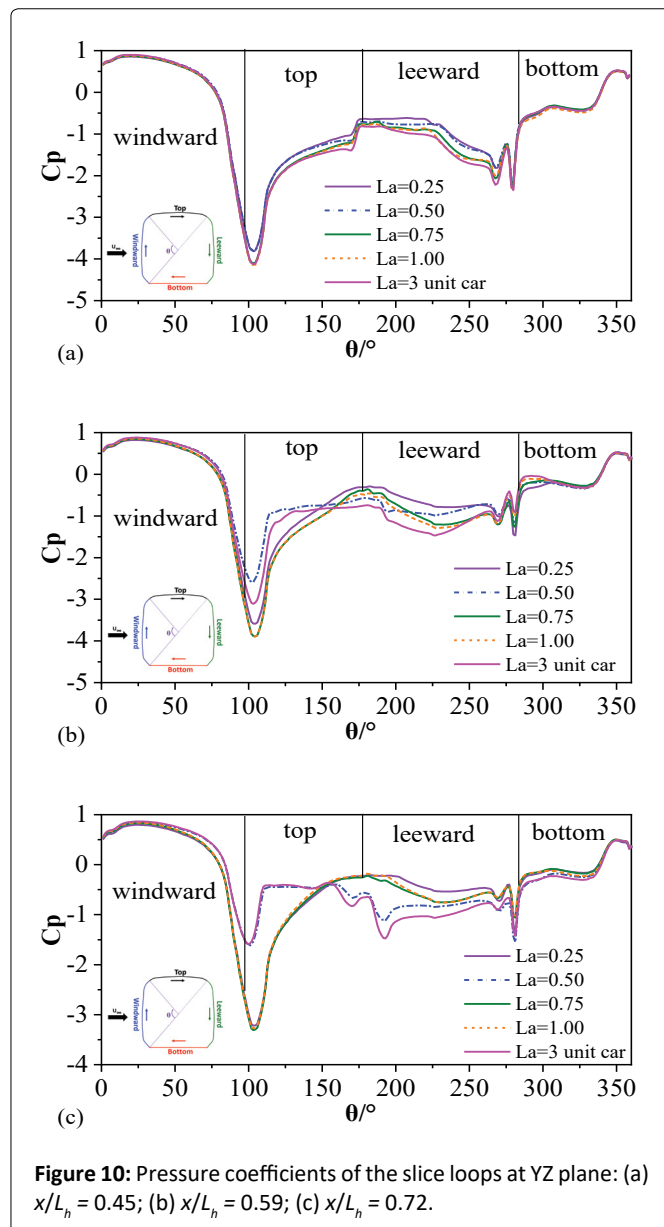 1
0
-1
-2
-3
-4
-5
Cp
windward
top
leeward
bottom
Top
Windward
Leeward
Bottom
u∞
θ
La=0.25
La=0.50
La=0.75
La=1.00
La=3 unit car
0 50 100 150 200 250 300 350
(a)
θ/°
1
0
-1
-2
-3
-4
-5
Cp
windward
top
leeward
bottom
Top
Windward
Leeward
Bottom
u∞
θ
La=0.25
La=0.50
La=0.75
La=1.00
La=3 unit car
0 50 100 150 200 250 300 350
(b)
θ/°
1
0
-1
-2
-3
-4
Cp
windward
top
leeward
bottom
Top
Windward
Leeward
Bottom
u∞
θ
La=0.25
La=0.50
La=0.75
La=1.00
La=3 unit car
0 50 100 150 200 250 300 350
(c)
θ/°
Figure 10: Pressure coefficients of the slice loops at YZ plane: (a)
x/Lh = 0.45; (b) x/Lh = 0.59; (c) x/Lh = 0.72.